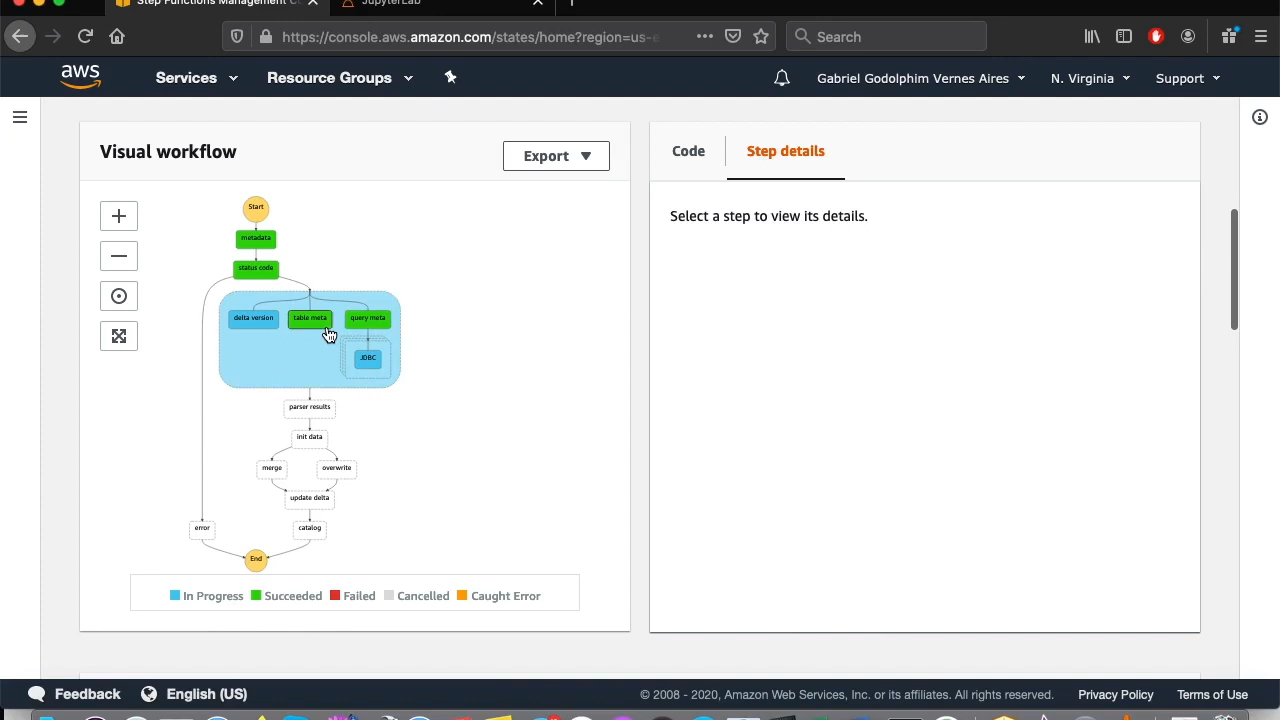 Step Functions Management C
JupyterLab
https://console.aws.amazon.com/states/home?region=us-e
Search
aws
Services
Resource Groups
Gabriel Godolphim Vernes Aires
N. Virginia
Support
Visual workflow
Export
Code
Step details
Select a step to view its details.
Start
metadata
status code
delta version
table meta
query meta
JDBC
parser results
init data
merge
overwrite
update delta
error
catalog
End
In Progress
Succeeded
Failed
Cancelled
Caught Error
Feedback
English (US)
© 2008 - 2020, Amazon Web Services, Inc. or its affiliates. All rights reserved.
Privacy Policy
Terms of Use